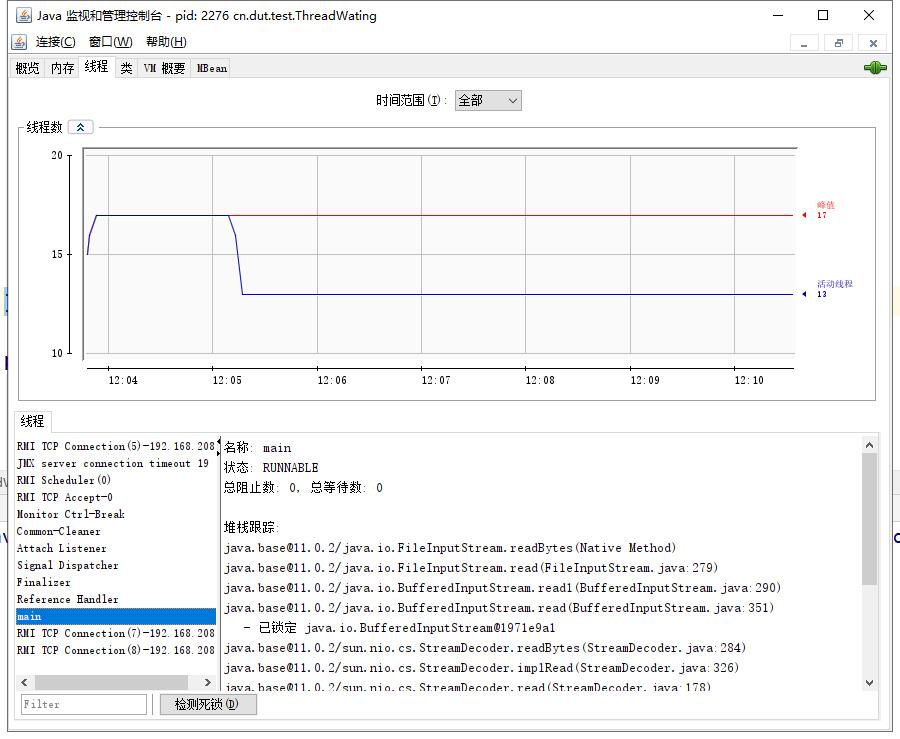 Java 监视和管理控制台 - pid: 2276 cn.dut.test.ThreadWating
连接(C) 窗口(W) 帮助(H)
概览 内存 线程 类 VM 概要 MBean
时间范围(T): 全部
线程数
20
15
10
峰值
17
活动线程
13
12:04 12:05 12:06 12:07 12:08 12:09 12:10
线程
RMI TCP Connection(5)-192.168.208
JMX server connection timeout 19
RMI Scheduler(0)
RMI TCP Accept-0
Monitor Ctrl-Break
Common-Cleaner
Attach Listener
Signal Dispatcher
Finalizer
Reference Handler
main
RMI TCP Connection(7)-192.168.208
RMI TCP Connection(8)-192.168.208
Filter
检测死锁(D)
名称: main
状态: RUNNABLE
总阻止数: 0, 总等待数: 0
堆栈跟踪:
java.base@11.0.2/java.io.FileInputStream.readBytes(Native Method)
java.base@11.0.2/java.io.FileInputStream.read(FileInputStream.java:279)
java.base@11.0.2/java.io.BufferedInputStream.read1(BufferedInputStream.java:290)
java.base@11.0.2/java.io.BufferedInputStream.read(BufferedInputStream.java:351)
- 已锁定 java.io.BufferedInputStream@1971e9a1
java.base@11.0.2/sun.nio.cs.StreamDecoder.readBytes(StreamDecoder.java:284)
java.base@11.0.2/sun.nio.cs.StreamDecoder.implRead(StreamDecoder.java:326)
java.base@11.0.2/sun.nio.cs.StreamDecoder.read(StreamDecoder.java:178)